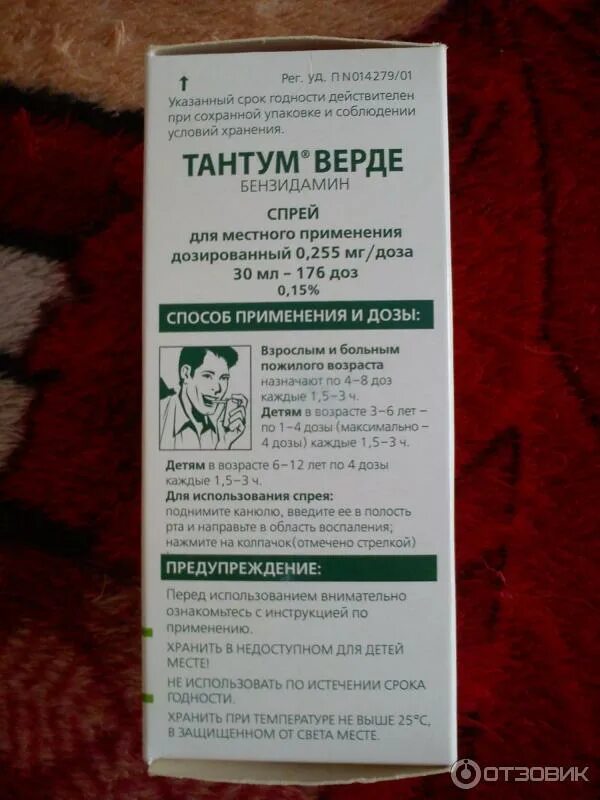 Рег. уд. П N014279/01
Указанный срок годности действителен
при сохранной упаковке и соблюдении
условий хранения.
ТАНТУМ® ВЕРДЕ
БЕНЗИДАМИН
СПРЕЙ
для местного применения
дозированный 0,255 мг/доза
30 мл – 176 доз
0,15%
СПОСОБ ПРИМЕНЕНИЯ И ДОЗЫ:
Взрослым и больным
пожилого возраста
назначают по 4–8 доз
каждые 1,5–3 ч.
Детям в возрасте 3–6 лет –
по 1–4 дозы (максимально –
4 дозы) каждые 1,5–3 ч.
Детям в возрасте 6–12 лет по 4 дозы
каждые 1,5–3 ч.
Для использования спрея:
поднимите канюлю, введите ее в полость
рта и направьте в область воспаления;
нажмите на колпачок(отмечено стрелкой)
ПРЕДУПРЕЖДЕНИЕ:
Перед использованием внимательно
ознакомьтесь с инструкцией по
применению.
ХРАНИТЬ В НЕДОСТУПНОМ ДЛЯ ДЕТЕЙ
МЕСТЕ!
НЕ ИСПОЛЬЗОВАТЬ ПО ИСТЕЧЕНИИ СРОКА
ГОДНОСТИ.
ХРАНИТЬ ПРИ ТЕМПЕРАТУРЕ НЕ ВЫШЕ 25°С,
В ЗАЩИЩЕННОМ ОТ СВЕТА МЕСТЕ.
ОТЗОВИК